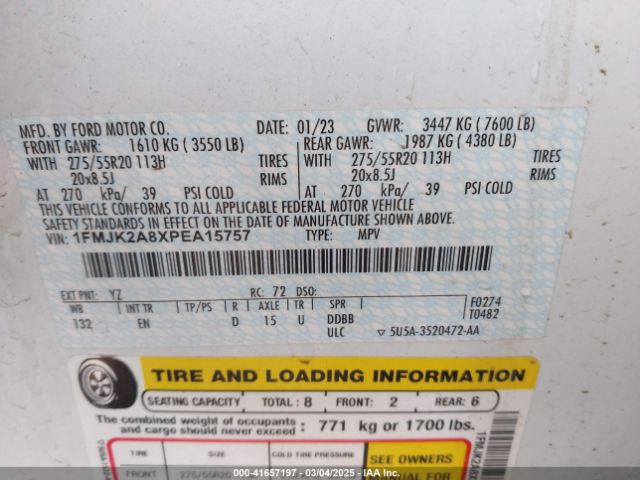 MFD. BY FORD MOTOR CO. DATE: 01/23 GVWR: 3447 KG ( 7600 LB)
FRONT GAWR: 1610 KG ( 3550 LB) REAR GAWR: 1987 KG ( 4380 LB)
WITH 275/55R20 113H TIRES WITH 275/55R20 113H TIRES
20x8.5J RIMS 20x8.5J RIMS
AT 270 kPa/ 39 PSI COLD AT 270 kPa/ 39 PSI COLD
THIS VEHICLE CONFORMS TO ALL APPLICABLE FEDERAL MOTOR VEHICLE
SAFETY STANDARDS IN EFFECT ON THE DATE OF MANUFACTURE SHOWN ABOVE.
VIN: 1FMJK2A8XPEA15757 TYPE: MPV
EXT PNT: YZ RC: 72 DSO:
WB INT TR TP/PS R AXLE TR SPR F0274
132 EN D 15 U DDBB T0482
ULC ▽ 5U5A-3520472-AA
TIRE AND LOADING INFORMATION
SEATING CAPACITY TOTAL : 8 FRONT: 2 REAR: 6
The combined weight of occupants
and cargo should never exceed : 771 kg or 1700 lbs.
TIRE SIZE SEE OWNERS
FRONT 275/55R20 MANUAL FOR
000-41657197 - 03/04/2025 - IAA Inc.